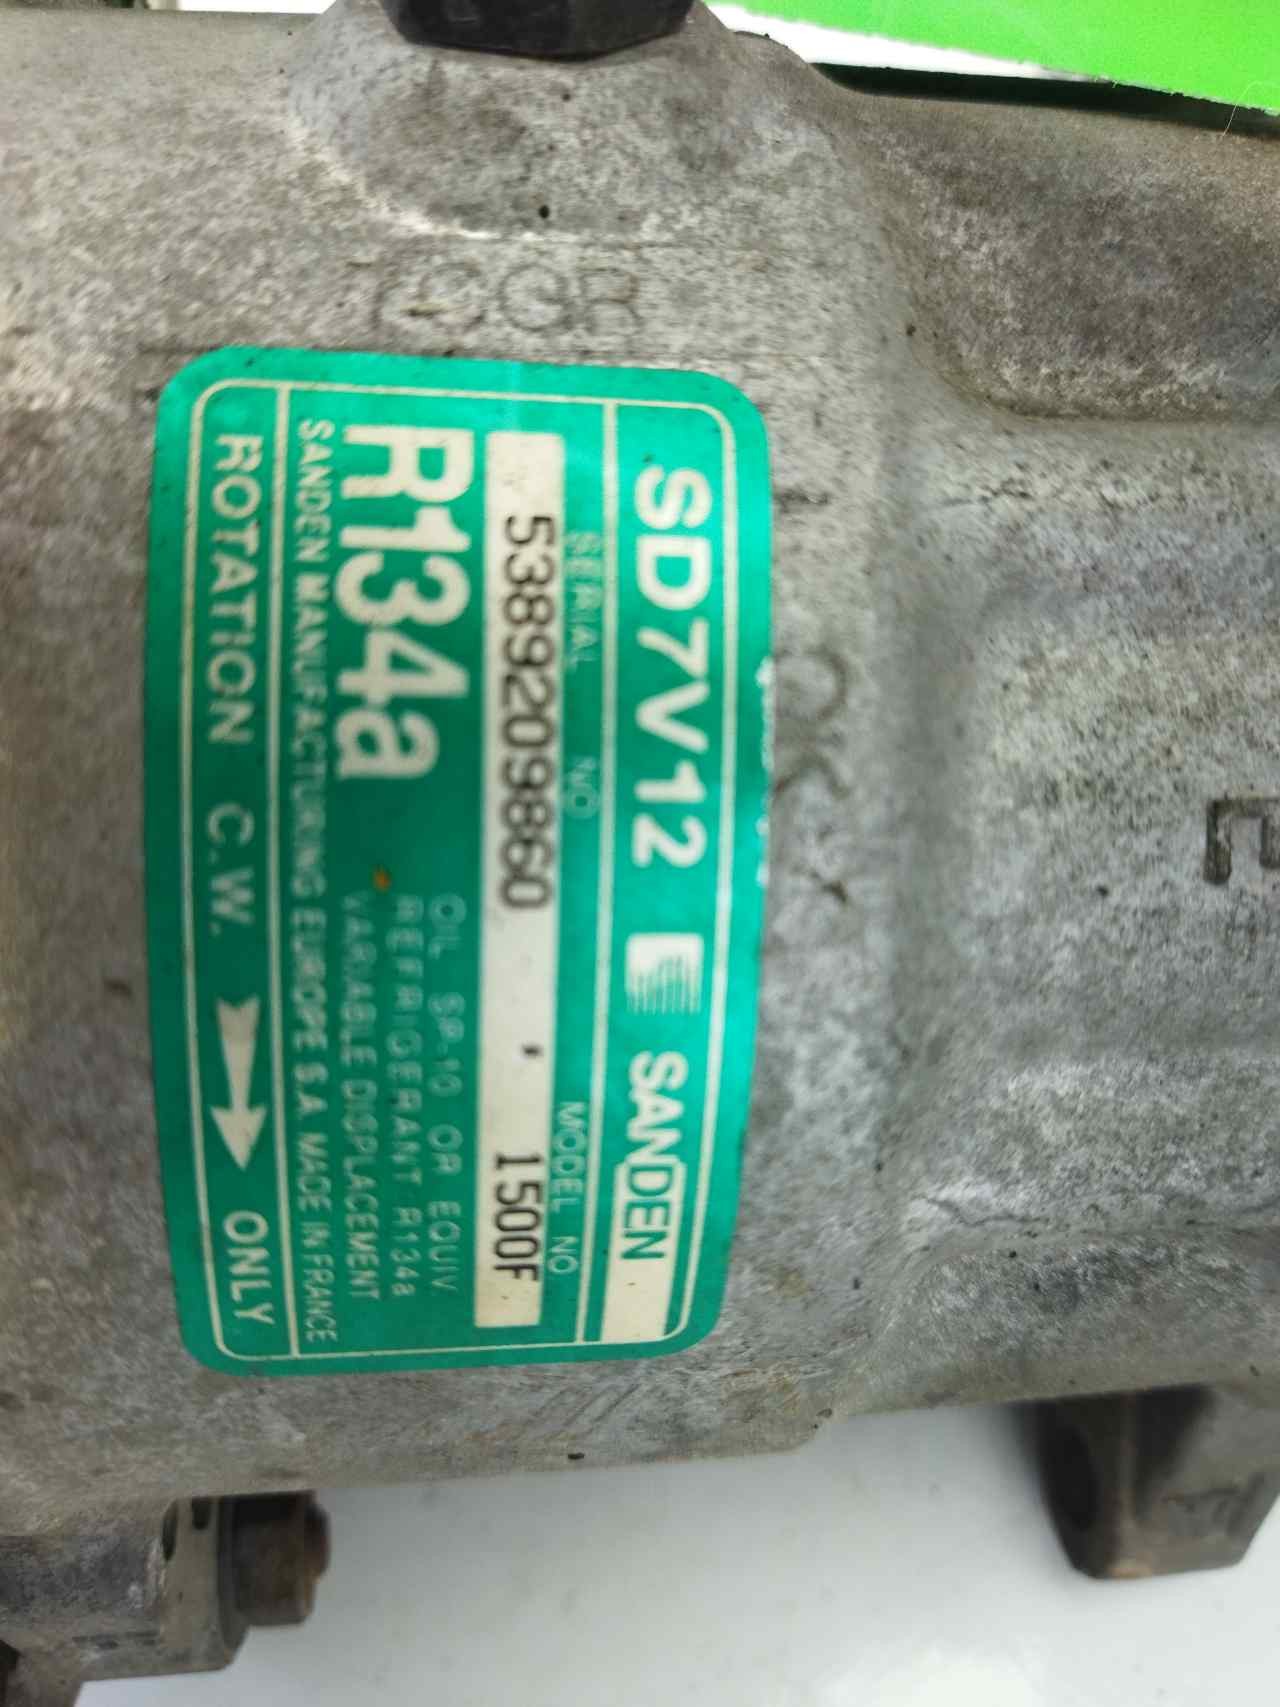 SD7V12 SANDEN
SERIAL NO MODEL NO.
5389209860 1500F
R134a
OIL SP-10 OR EQUIV.
REFRIGERANT R134a
VARIABLE DISPLACEMENT
SANDEN MANUFACTURING EUROPE S.A. MADE IN FRANCE
ROTATION C.W. ONLY
OK